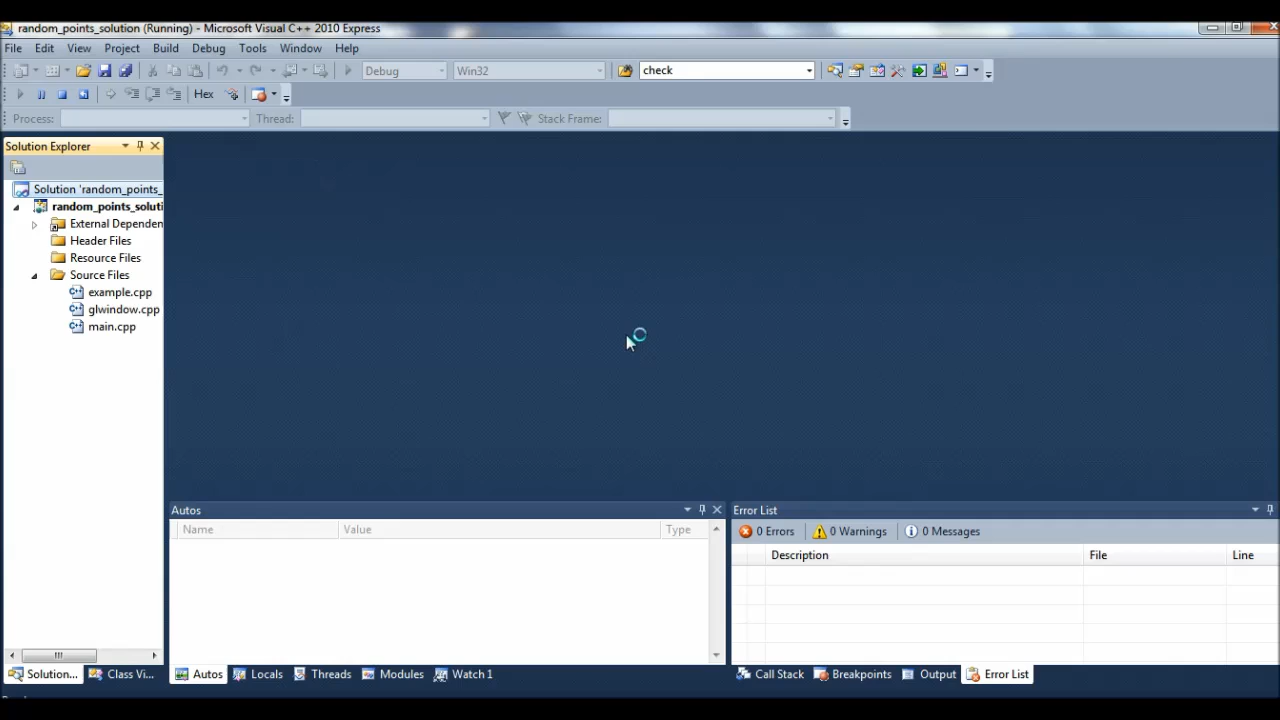 random_points_solution (Running) - Microsoft Visual C++ 2010 Express
File Edit View Project Build Debug Tools Window Help
Debug Win32 check
Hex
Process: Thread: Stack Frame:
Solution Explorer
Solution 'random_points_
random_points_soluti
External Dependen
Header Files
Resource Files
Source Files
example.cpp
glwindow.cpp
main.cpp
Autos
Name Value Type
Error List
0 Errors 0 Warnings 0 Messages
Description File Line
Solution... Class Vi... Autos Locals Threads Modules Watch 1 Call Stack Breakpoints Output Error List